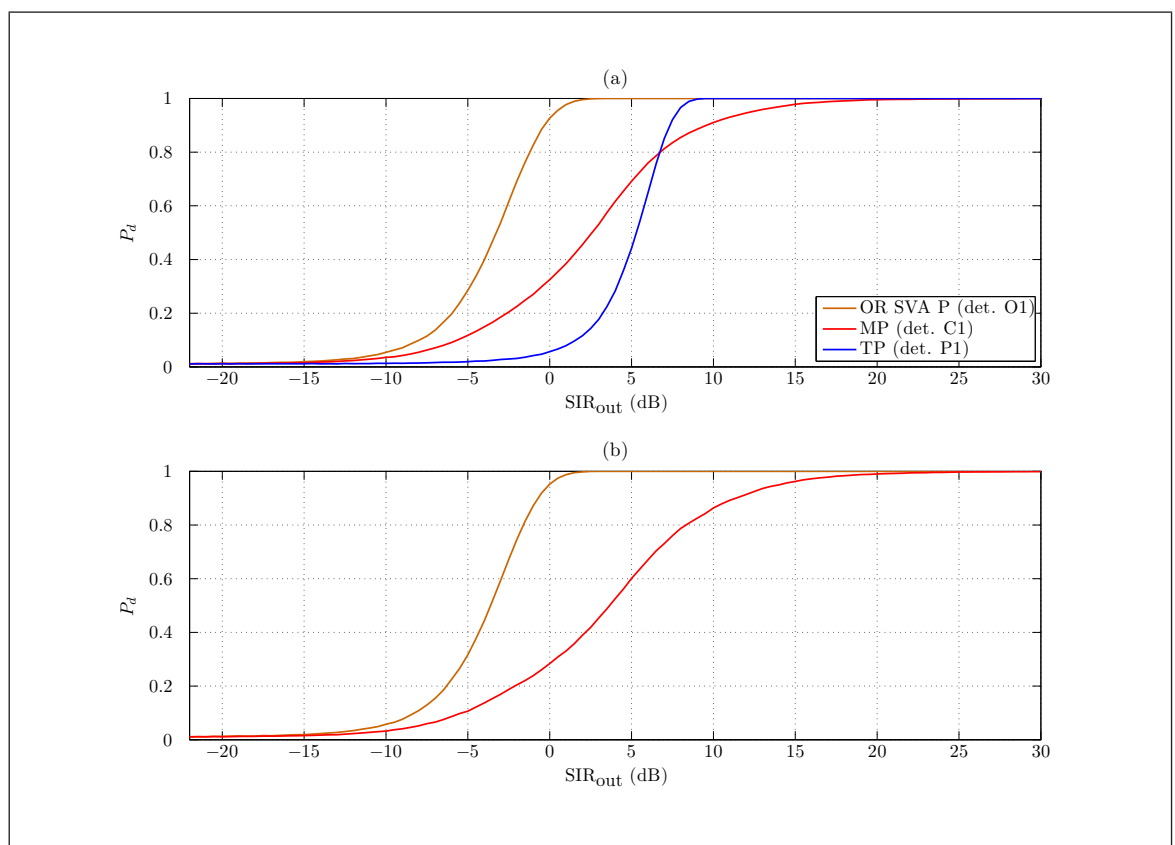 (a)
1
0.8
0.6
0.4
0.2
0
P_d
OR SVA P (det. O1)
MP (det. C1)
TP (det. P1)
−20 −15 −10 −5 0 5 10 15 20 25 30
SIR_out (dB)
(b)
1
0.8
0.6
0.4
0.2
0
P_d
−20 −15 −10 −5 0 5 10 15 20 25 30
SIR_out (dB)